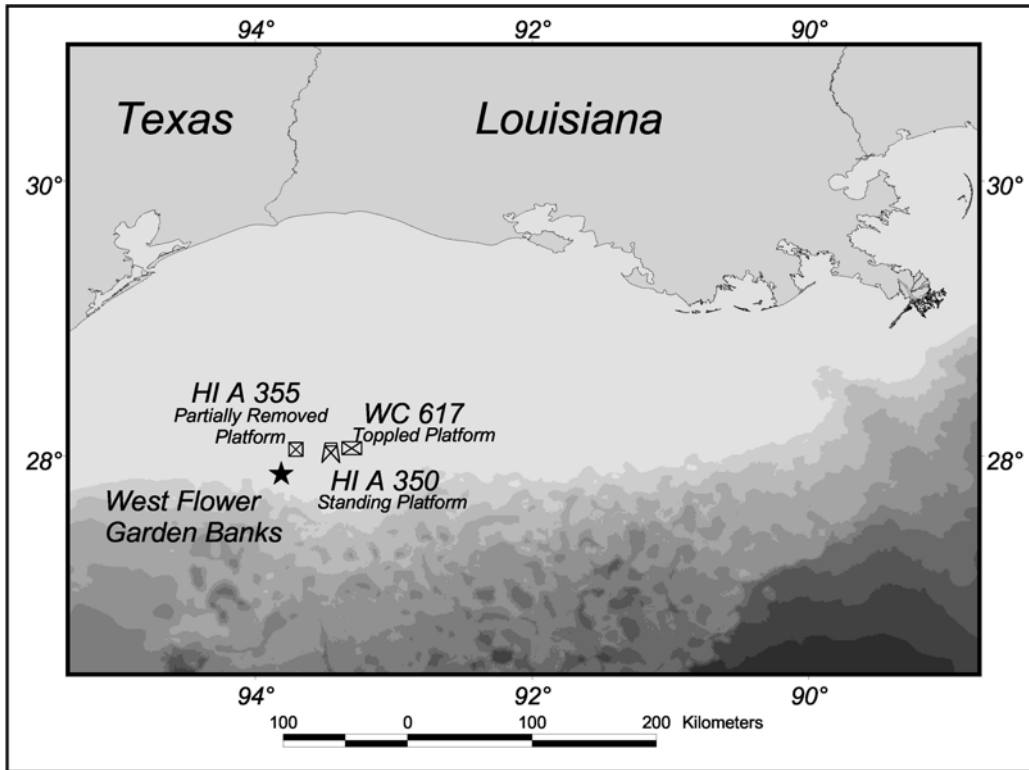 94° 92° 90°
Texas Louisiana
30° 30°
HI A 355
Partially Removed
Platform
WC 617
Toppled Platform
28° 28°
HI A 350
Standing Platform
West Flower
Garden Banks
94° 92° 90°
100 0 100 200 Kilometers